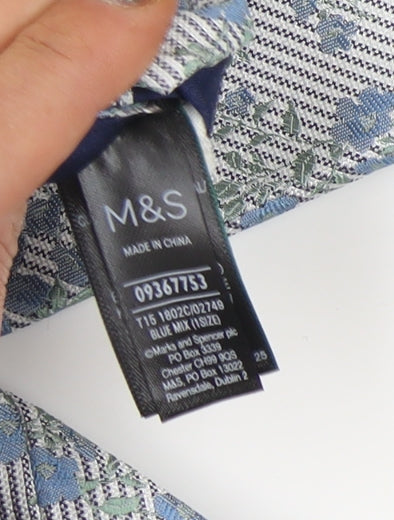 M&S
MADE IN CHINA
09367753
T15 1802C/02749
BLUE MIX (1SIZE)
©Marks and Spencer plc
PO Box 3339
Chester CH99 9QS
M&S, PO Box 13022
Ravensdale, Dublin 2
25